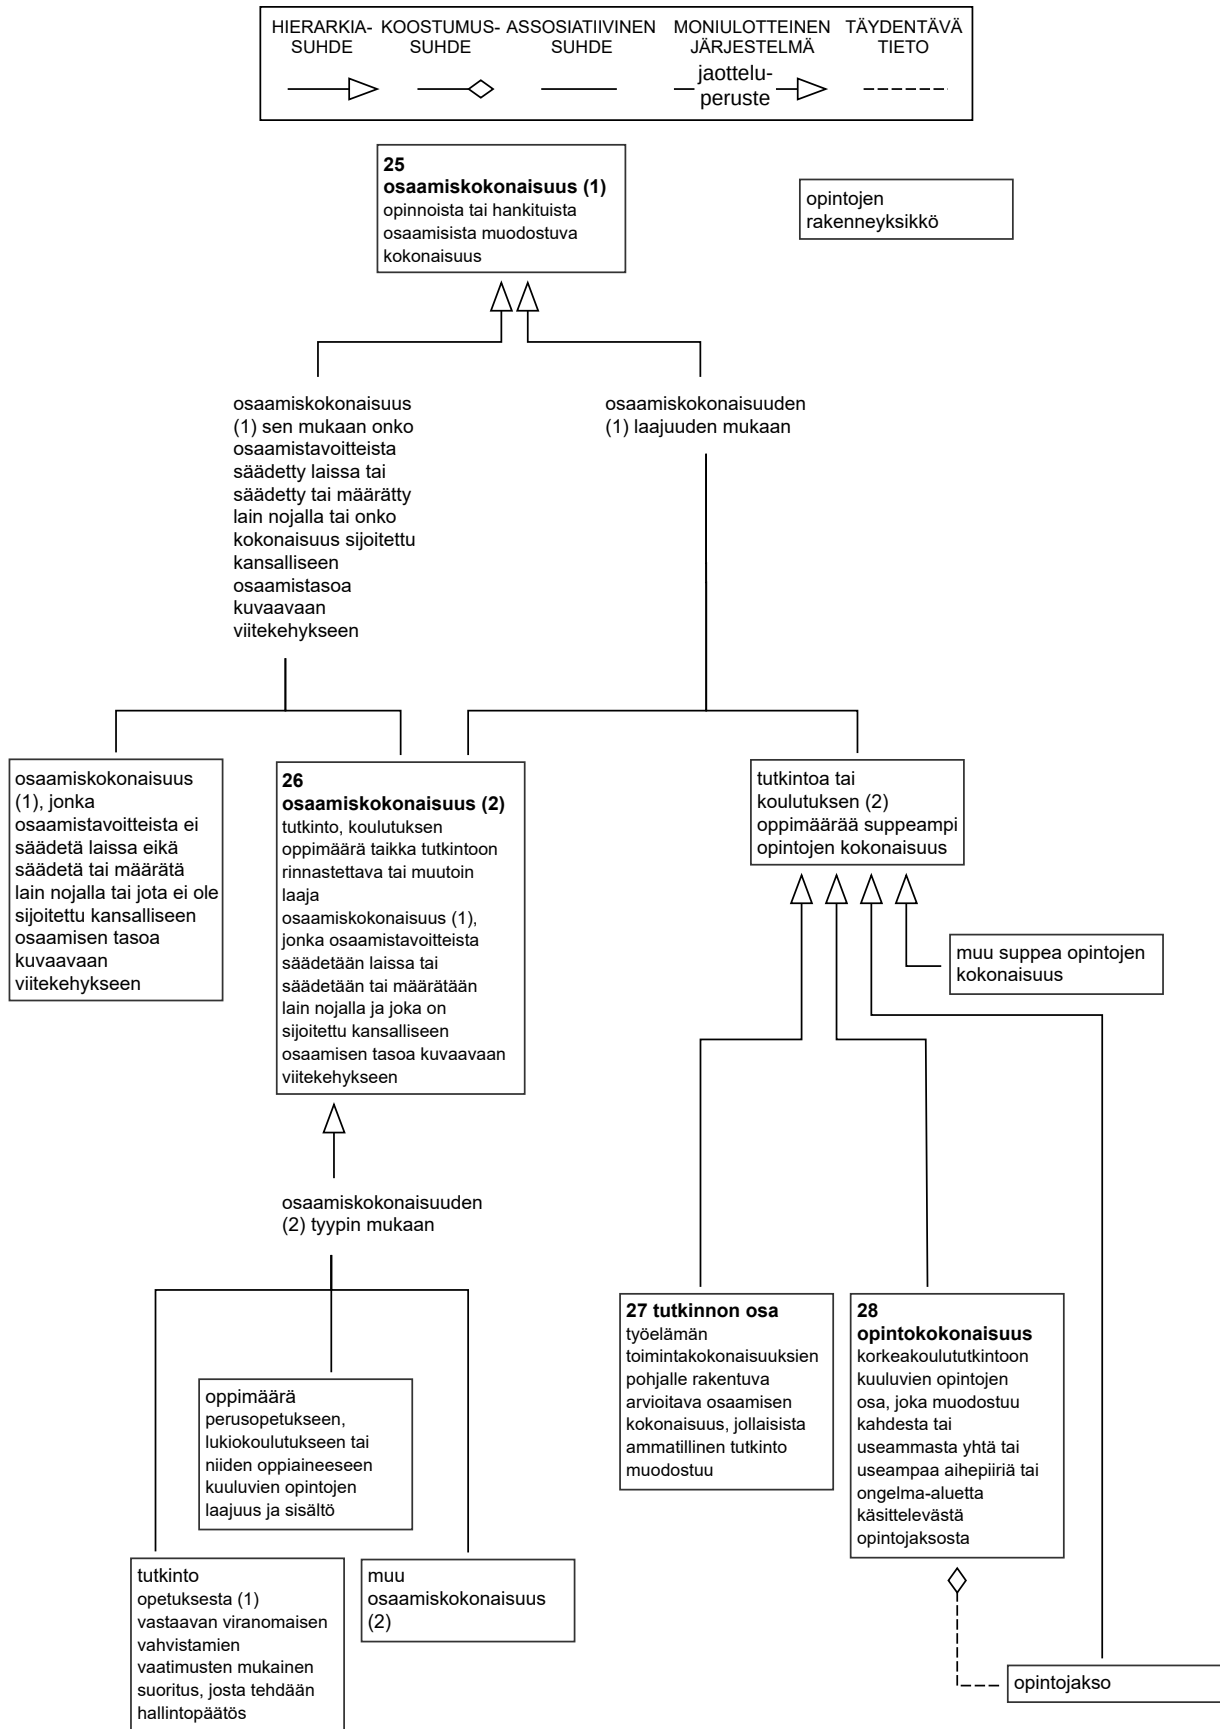 HIERARKIA-
SUHDE
KOOSTUMUS-
SUHDE
ASSOSIATIIVINEN
SUHDE
MONIULOTTEINEN
JÄRJESTELMÄ
jaottelu-
peruste
TÄYDENTÄVÄ
TIETO
25
osaamiskokonaisuus (1)
opinnoista tai hankituista
osaamisista muodostuva
kokonaisuus
opintojen
rakenneyksikkö
osaamiskokonaisuus
(1) sen mukaan onko
osaamistavoitteista
säädetty laissa tai
säädetty tai määrätty
lain nojalla tai onko
kokonaisuus sijoitettu
kansalliseen
osaamistasoa
kuvaavaan
viitekehykseen
osaamiskokonaisuuden
(1) laajuuden mukaan
osaamiskokonaisuus
(1), jonka
osaamistavoitteista ei
säädetä laissa eikä
säädetä tai määrätä
lain nojalla tai jota ei ole
sijoitettu kansalliseen
osaamisen tasoa
kuvaavaan
viitekehykseen
26
osaamiskokonaisuus (2)
tutkinto, koulutuksen
oppimäärä taikka tutkintoon
rinnastettava tai muutoin
laaja
osaamiskokonaisuus (1),
jonka osaamistavoitteista
säädetään laissa tai
säädetään tai määrätään
lain nojalla ja joka on
sijoitettu kansalliseen
osaamisen tasoa kuvaavaan
viitekehykseen
tutkintoa tai
koulutuksen (2)
oppimäärää suppeampi
opintojen kokonaisuus
muu suppea opintojen
kokonaisuus
osaamiskokonaisuuden
(2) tyypin mukaan
27 tutkinnon osa
työelämän
toimintakokonaisuuksien
pohjalle rakentuva
arvioitava osaamisen
kokonaisuus, jollaisista
ammatillinen tutkinto
muodostuu
28
opintokokonaisuus
korkeakoulututkintoon
kuuluvien opintojen
osa, joka muodostuu
kahdesta tai
useammasta yhtä tai
useampaa aihepiiriä tai
ongelma-aluetta
käsittelevästä
opintojaksosta
oppimäärä
perusopetukseen,
lukiokoulutukseen tai
niiden oppiaineeseen
kuuluvien opintojen
laajuus ja sisältö
tutkinto
opetuksesta (1)
vastaavan viranomaisen
vahvistamien
vaatimusten mukainen
suoritus, josta tehdään
hallintopäätös
muu
osaamiskokonaisuus
(2)
opintojakso